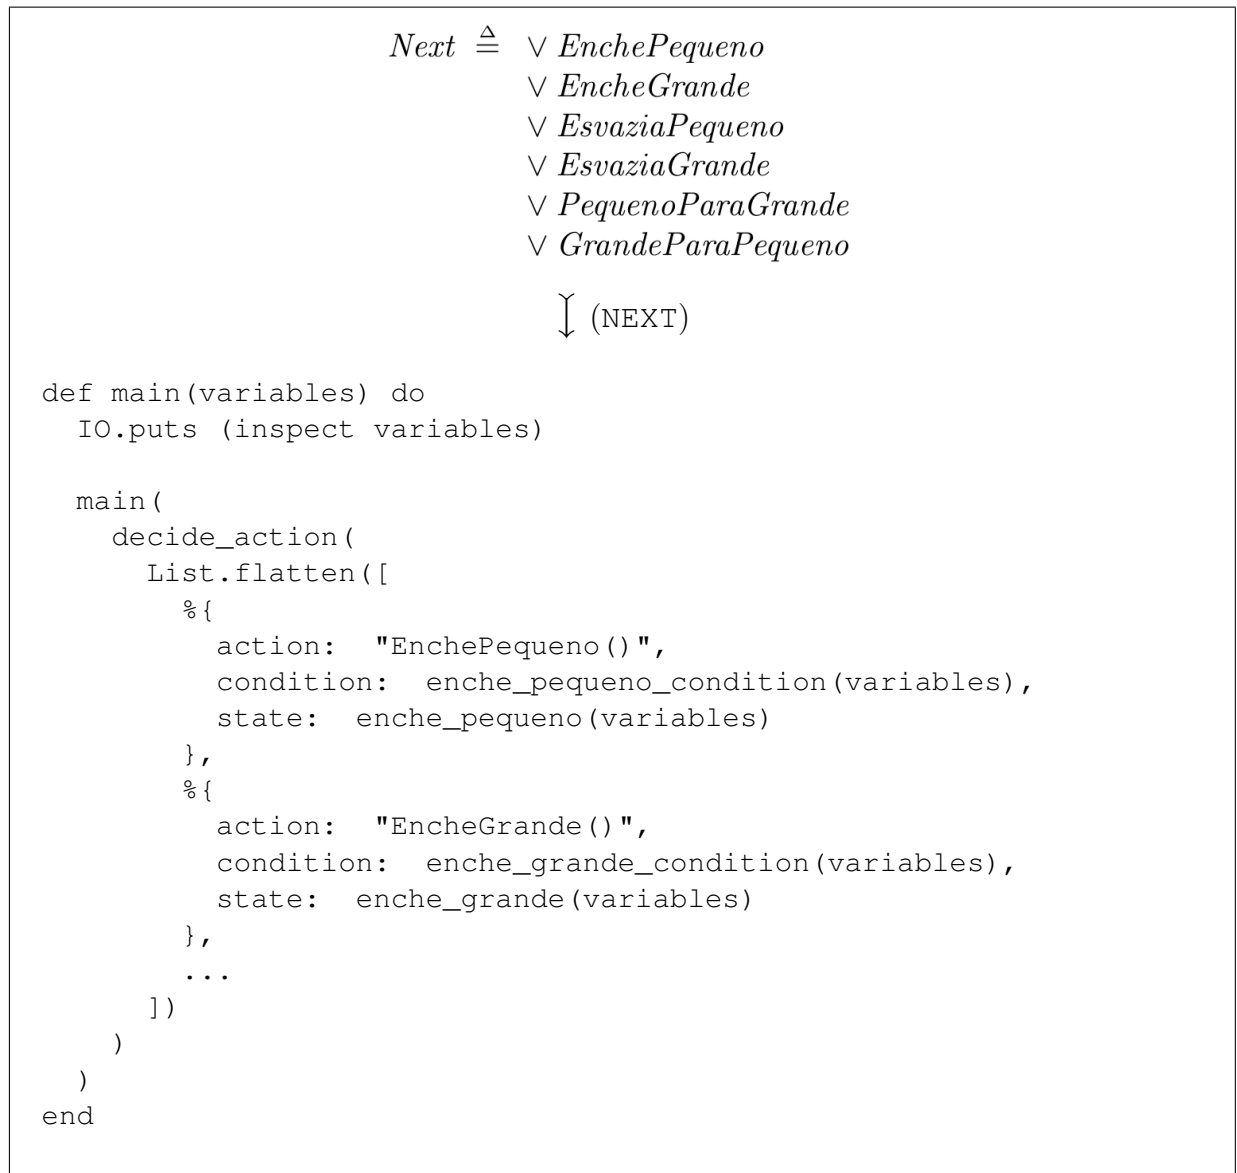 Next ≜ ∨ EnchePequeno
∨ EncheGrande
∨ EsvaziaPequeno
∨ EsvaziaGrande
∨ PequenoParaGrande
∨ GrandeParaPequeno
(NEXT)
def main(variables) do
  IO.puts (inspect variables)

  main(
    decide_action(
      List.flatten([
        %{
          action:  "EnchePequeno()",
          condition:  enche_pequeno_condition(variables),
          state:  enche_pequeno(variables)
        },
        %{
          action:  "EncheGrande()",
          condition:  enche_grande_condition(variables),
          state:  enche_grande(variables)
        },
        ...
      ])
    )
  )
end